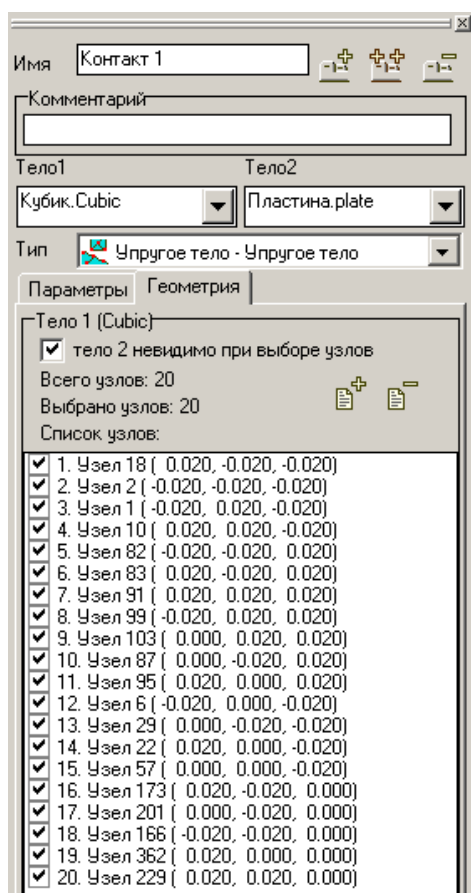 Имя Контакт 1
Комментарий
Тело1 Тело2
Кубик.Cubic Пластина.plate
Тип Упругое тело - Упругое тело
Параметры Геометрия
Тело 1 (Cubic)
тело 2 невидимо при выборе узлов
Всего узлов: 20
Выбрано узлов: 20
Список узлов:
1. Узел 18 ( 0.020, -0.020, -0.020)
2. Узел 2 ( -0.020, -0.020, -0.020)
3. Узел 1 ( -0.020, 0.020, -0.020)
4. Узел 10 ( 0.020, 0.020, -0.020)
5. Узел 82 ( -0.020, -0.020, 0.020)
6. Узел 83 ( 0.020, -0.020, 0.020)
7. Узел 91 ( 0.020, 0.020, 0.020)
8. Узел 99 ( -0.020, 0.020, 0.020)
9. Узел 103 ( 0.000, 0.020, 0.020)
10. Узел 87 ( 0.000, -0.020, 0.020)
11. Узел 95 ( 0.020, 0.000, 0.020)
12. Узел 6 ( -0.020, 0.000, -0.020)
13. Узел 29 ( 0.000, -0.020, -0.020)
14. Узел 22 ( 0.020, 0.000, -0.020)
15. Узел 57 ( 0.000, 0.000, -0.020)
16. Узел 173 ( 0.020, -0.020, 0.000)
17. Узел 201 ( 0.000, -0.020, 0.000)
18. Узел 166 ( -0.020, -0.020, 0.000)
19. Узел 362 ( 0.020, 0.000, 0.000)
20. Узел 229 ( 0.020, 0.020, 0.000)